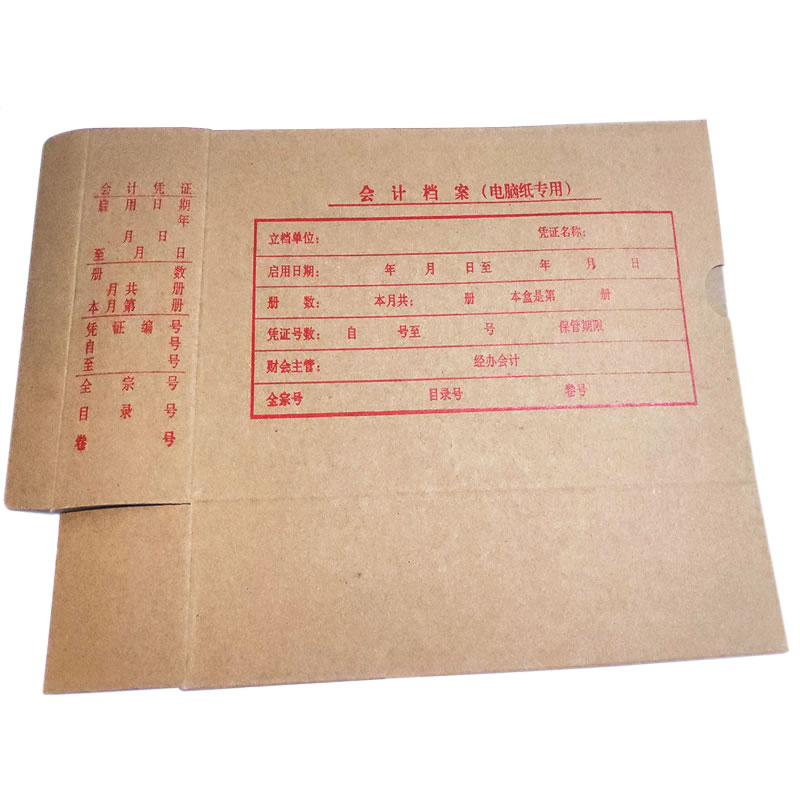 会计凭证
启用日期
年
月日
至月日
册数
月共册
本月第册
凭证编号
自号
至号
全宗号
目录号
卷号
会计档案(电脑纸专用)
立档单位: 凭证名称:
启用日期: 年 月 日至 年 月 日
册数: 本月共: 册 本盒是第 册
凭证号数: 自 号至 号 保管期限
财会主管: 经办会计
全宗号 目录号 卷号